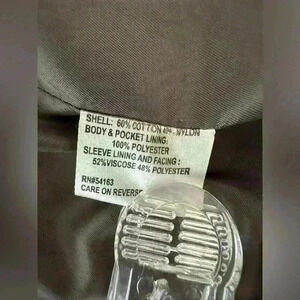 SHELL: 60% COTTON 40% NYLON
BODY & POCKET LINING:
100% POLYESTER
SLEEVE LINING AND FACING :
52%VISCOSE 48% POLYESTER
RN#54163
CARE ON REVERSE